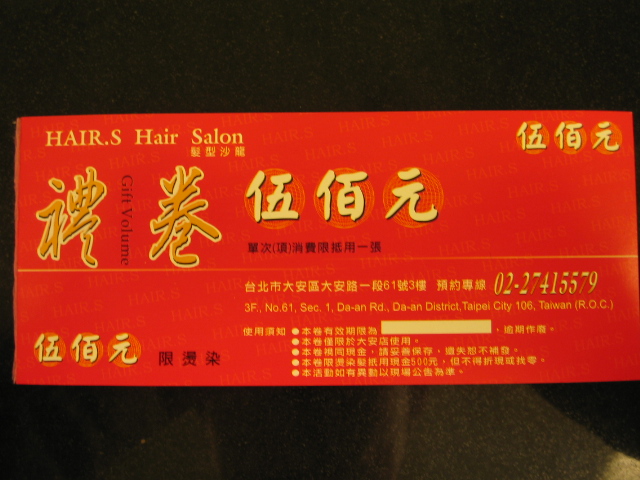 HAIR.S Hair Salon
髮型沙龍
伍佰元
禮卷
Gift Volume
伍佰元
單次(項)消費限抵用一張
台北市大安區大安路一段61號3樓 預約專線 02-27415579
3F., No.61, Sec. 1, Da-an Rd., Da-an District,Taipei City 106, Taiwan (R.O.C.)
伍佰元 限燙染
使用須知 ●本卷有效期限為 ，逾期作廢。
●本卷僅限於大安店使用。
●本卷視同現金，請妥善保存，遺失恕不補發。
●本卷限燙染髮抵用現金500元，但不得折現或找零。
●本活動如有異動以現場公告為準。